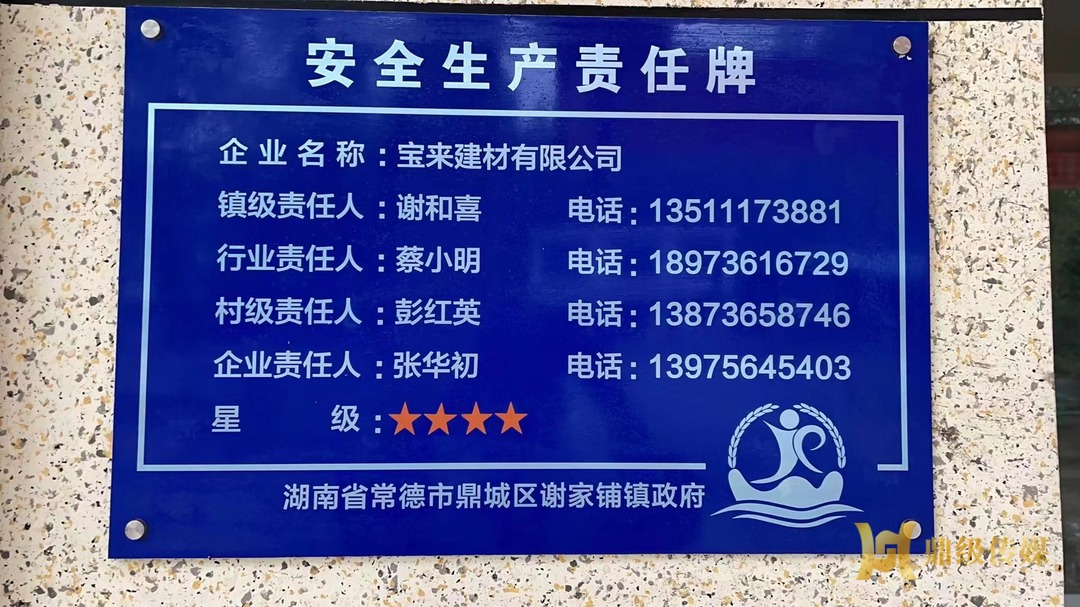 安全生产责任牌
企业名称：宝来建材有限公司
镇级责任人：谢和喜 电话：13511173881
行业责任人：蔡小明 电话：18973616729
村级责任人：彭红英 电话：13873658746
企业责任人：张华初 电话：13975645403
星级：★★★★
湖南省常德市鼎城区谢家铺镇政府
鼎级传媒